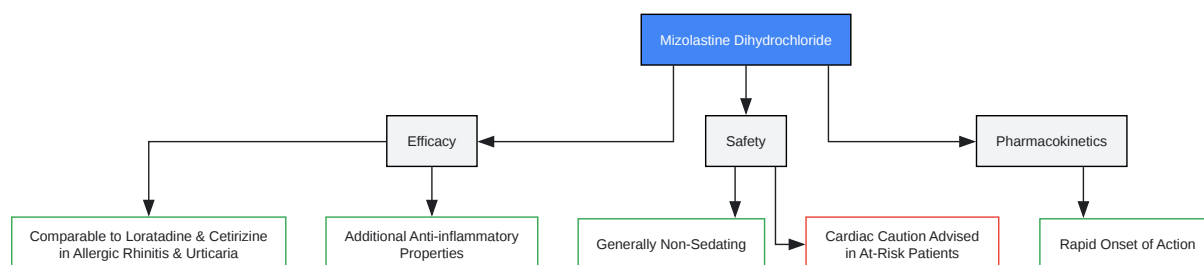 Mizolastine Dihydrochloride
Efficacy
Safety
Pharmacokinetics
Comparable to Loratadine & Cetirizine
in Allergic Rhinitis & Urticaria
Additional Anti-inflammatory
Properties
Generally Non-Sedating
Cardiac Caution Advised
in At-Risk Patients
Rapid Onset of Action